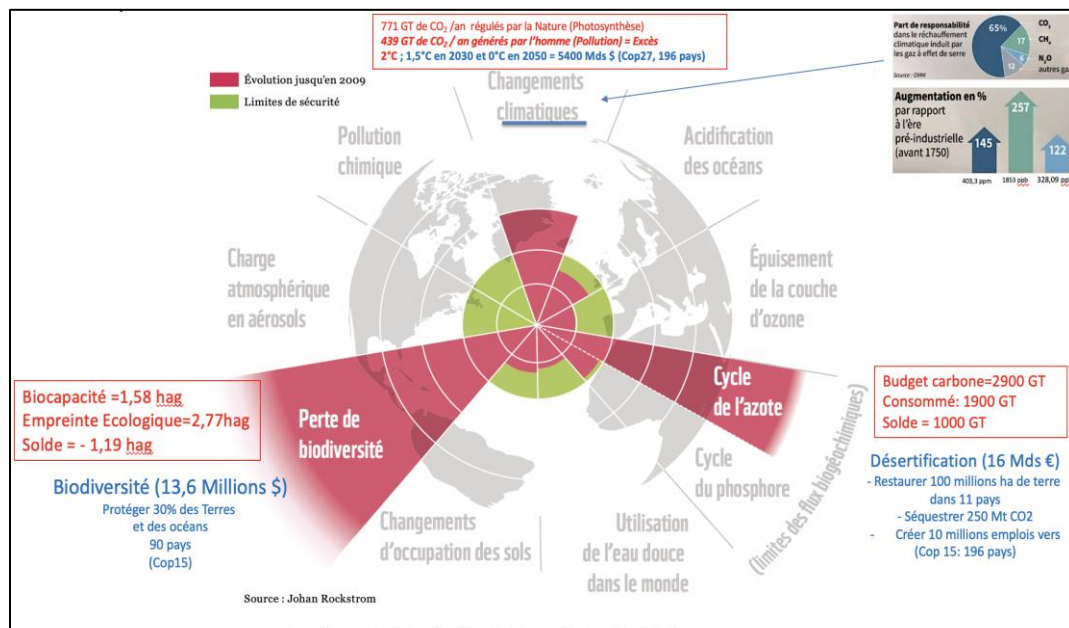 771 GT de CO2 /an régulés par la Nature (Photosynthèse)
439 GT de CO2 /an générés par l'homme (Pollution) = Excès
2°C ; 1,5°C en 2030 et 0°C en 2050 = 5400 Mds $ (Cop27, 196 pays)
Part de responsabilité
dans le réchauffement
climatique induit par
les gaz à effet de serre
Source : OMM
65%
17
6
12
CO2
CH4
N2O
autres gaz
Augmentation en %
par rapport
à l'ère
pré-industrielle
(avant 1750)
145
257
122
403,3 ppm
1853 ppb
328,09 pp
Évolution jusqu'en 2009
Limites de sécurité
Changements
climatiques
Pollution
chimique
Acidification
des océans
Charge
atmosphérique
en aérosols
Épuisement
de la couche
d'ozone
Perte de
biodiversité
Cycle
de l'azote
Cycle
du phosphore
(limites des flux biogéochimiques)
Changements
d'occupation des sols
Utilisation
de l'eau douce
dans le monde
Biocapacité =1,58 hag
Empreinte Ecologique=2,77hag
Solde = - 1,19 hag
Biodiversité (13,6 Millions $)
Protéger 30% des Terres
et des océans
90 pays
(Cop15)
Budget carbone=2900 GT
Consommé: 1900 GT
Solde = 1000 GT
Désertification (16 Mds €)
- Restaurer 100 millions ha de terre
dans 11 pays
- Séquestrer 250 Mt CO2
- Créer 10 millions emplois vers
(Cop 15: 196 pays)
Source : Johan Rockstrom